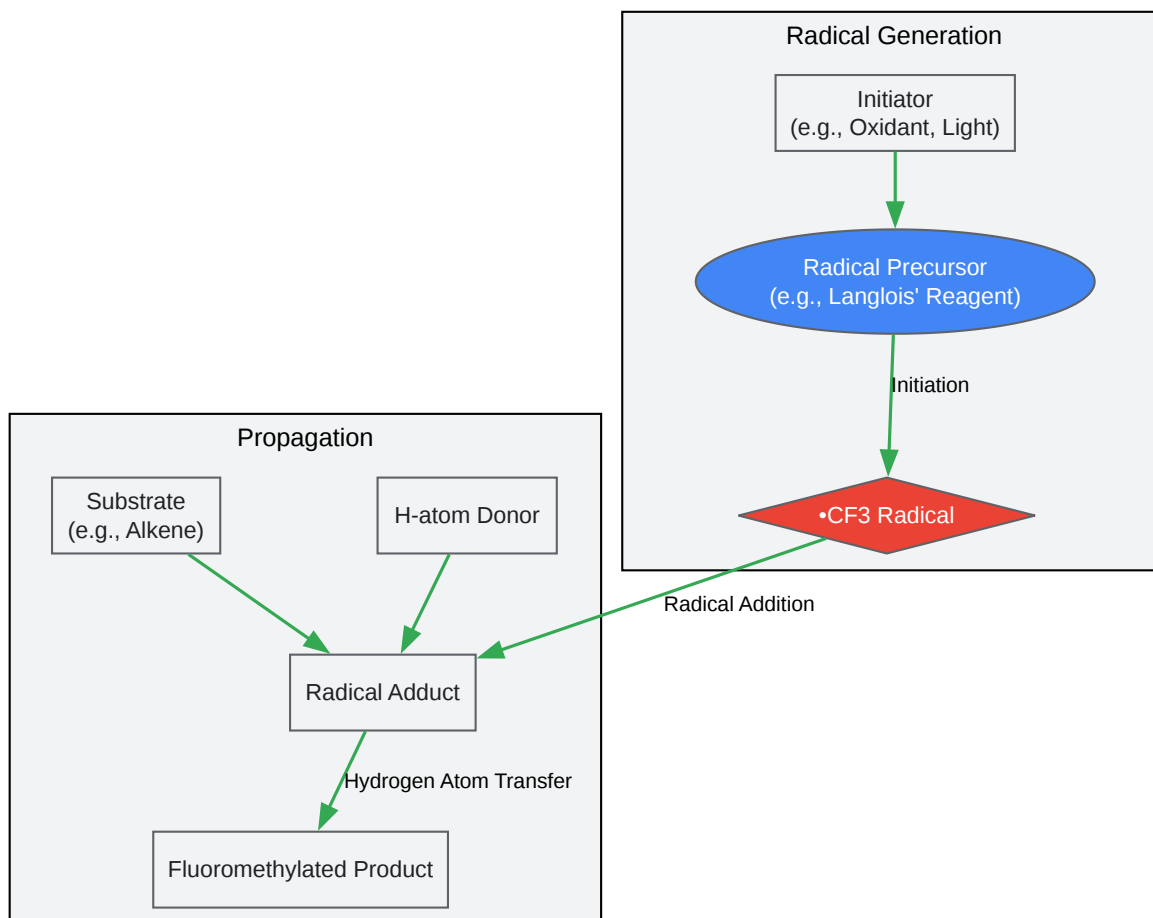 Radical Generation
Initiator
(e.g., Oxidant, Light)
Radical Precursor
(e.g., Langlois' Reagent)
Initiation
•CF3 Radical
Radical Addition
Propagation
Substrate
(e.g., Alkene)
H-atom Donor
Radical Adduct
Hydrogen Atom Transfer
Fluoromethylated Product